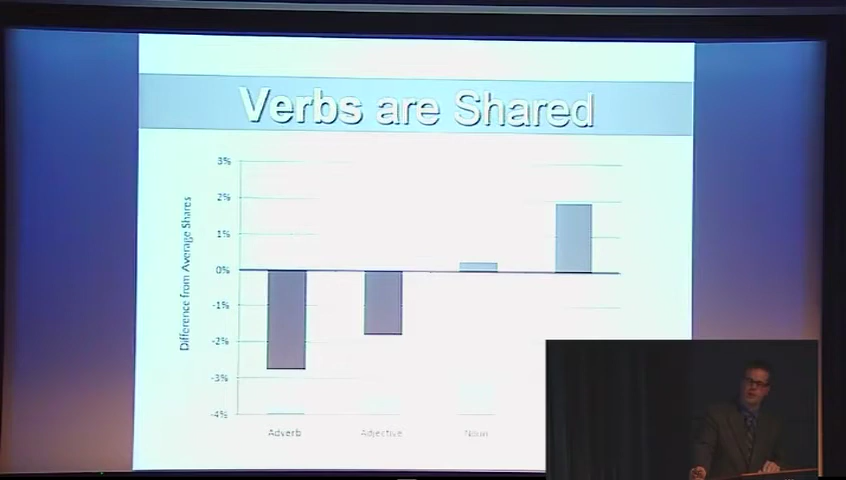 Verbs are Shared
Difference from Average Shares
3%
2%
1%
0%
-1%
-2%
-3%
-4%
Adverb
Adjective
Noun